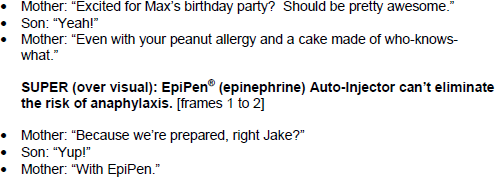 • Mother: “Excited for Max’s birthday party?  Should be pretty awesome.”
• Son: “Yeah!”
• Mother: “Even with your peanut allergy and a cake made of who-knows-
what.”
SUPER (over visual): EpiPen® (epinephrine) Auto-Injector can’t eliminate
the risk of anaphylaxis. [frames 1 to 2]
• Mother: “Because we’re prepared, right Jake?”
• Son: “Yup!”
• Mother: “With EpiPen.”